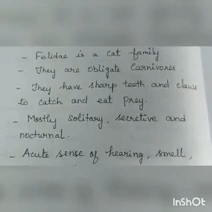 - Felidae is a cat family
- They are obligate Carnivores
- They have sharp teeth and claws
to catch and eat prey.
- Mostly solitary, secretive and
nocturnal.
- Acute sense of hearing, smell,
InShOt